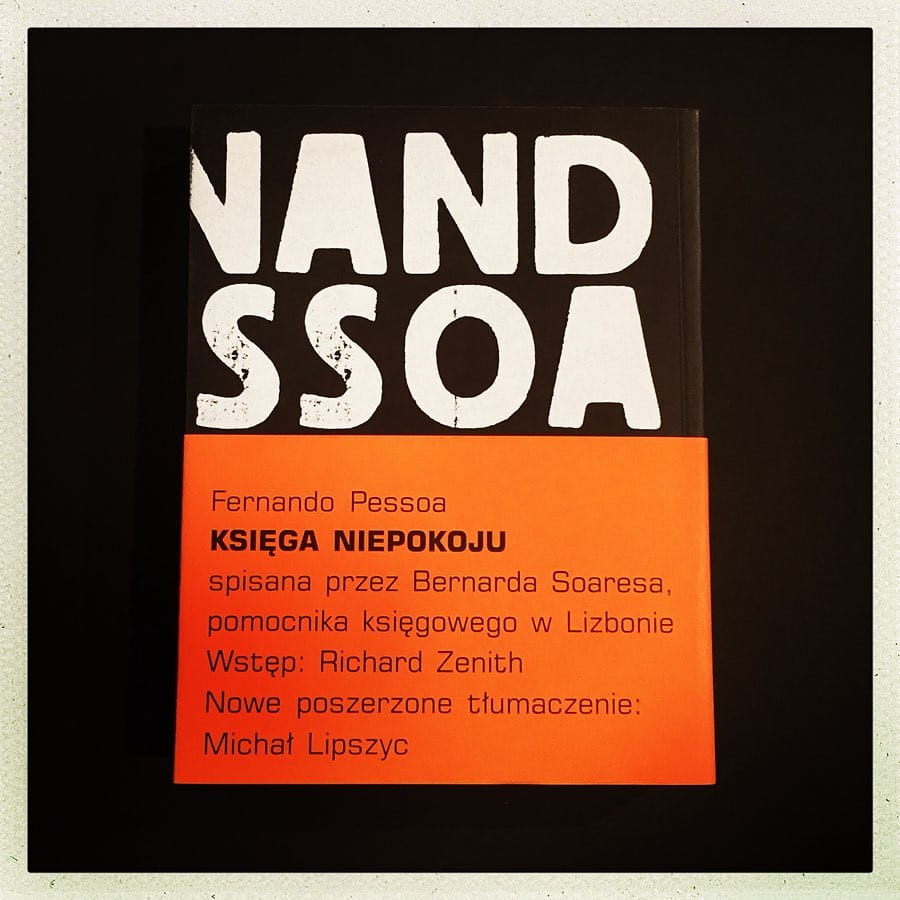 NAND
SSOA
Fernando Pessoa
KSIĘGA NIEPOKOJU
spisana przez Bernarda Soaresa,
pomocnika księgowego w Lizbonie
Wstęp: Richard Zenith
Nowe poszerzone tłumaczenie:
Michał Lipszyc